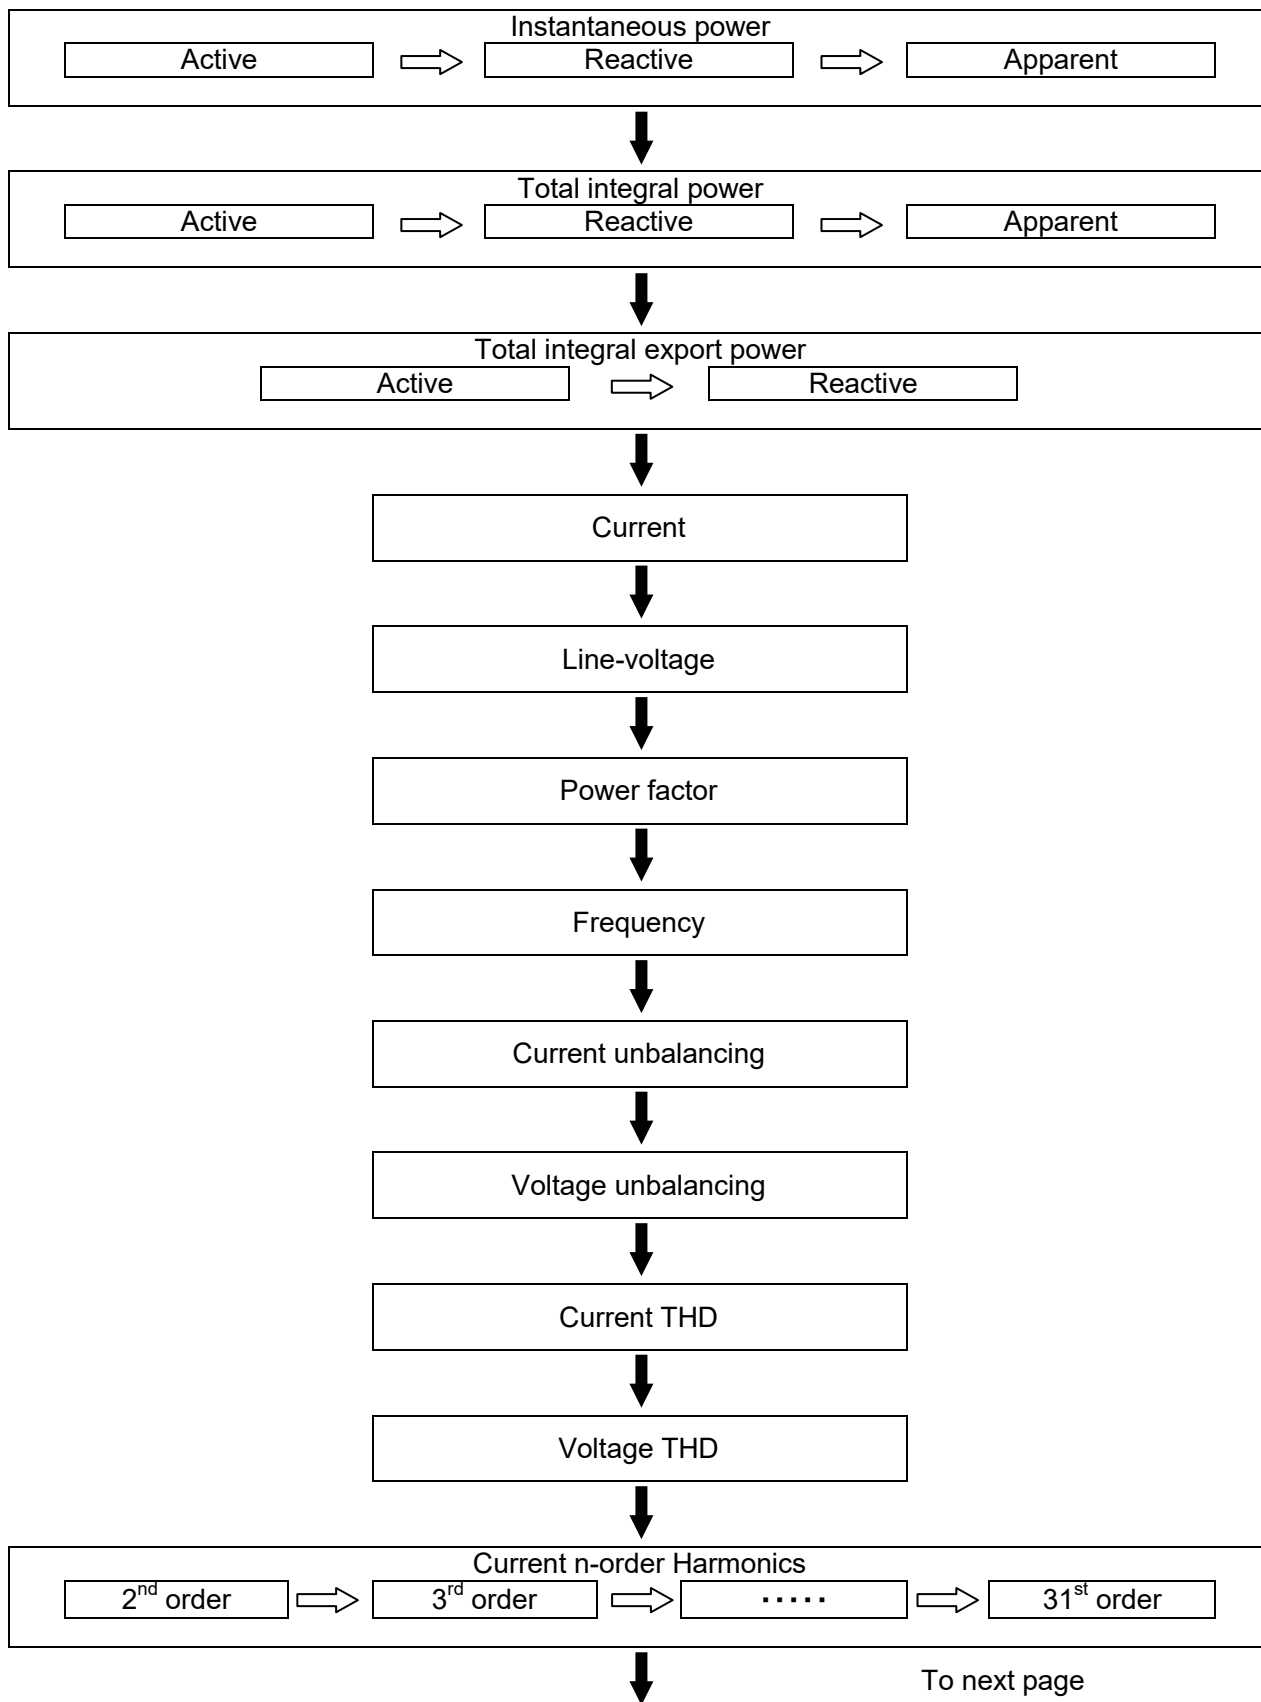 Instantaneous power
Active
Reactive
Apparent
Total integral power
Active
Reactive
Apparent
Total integral export power
Active
Reactive
Current
Line-voltage
Power factor
Frequency
Current unbalancing
Voltage unbalancing
Current THD
Voltage THD
Current n-order Harmonics
2nd order
3rd order
·····
31st order
To next page